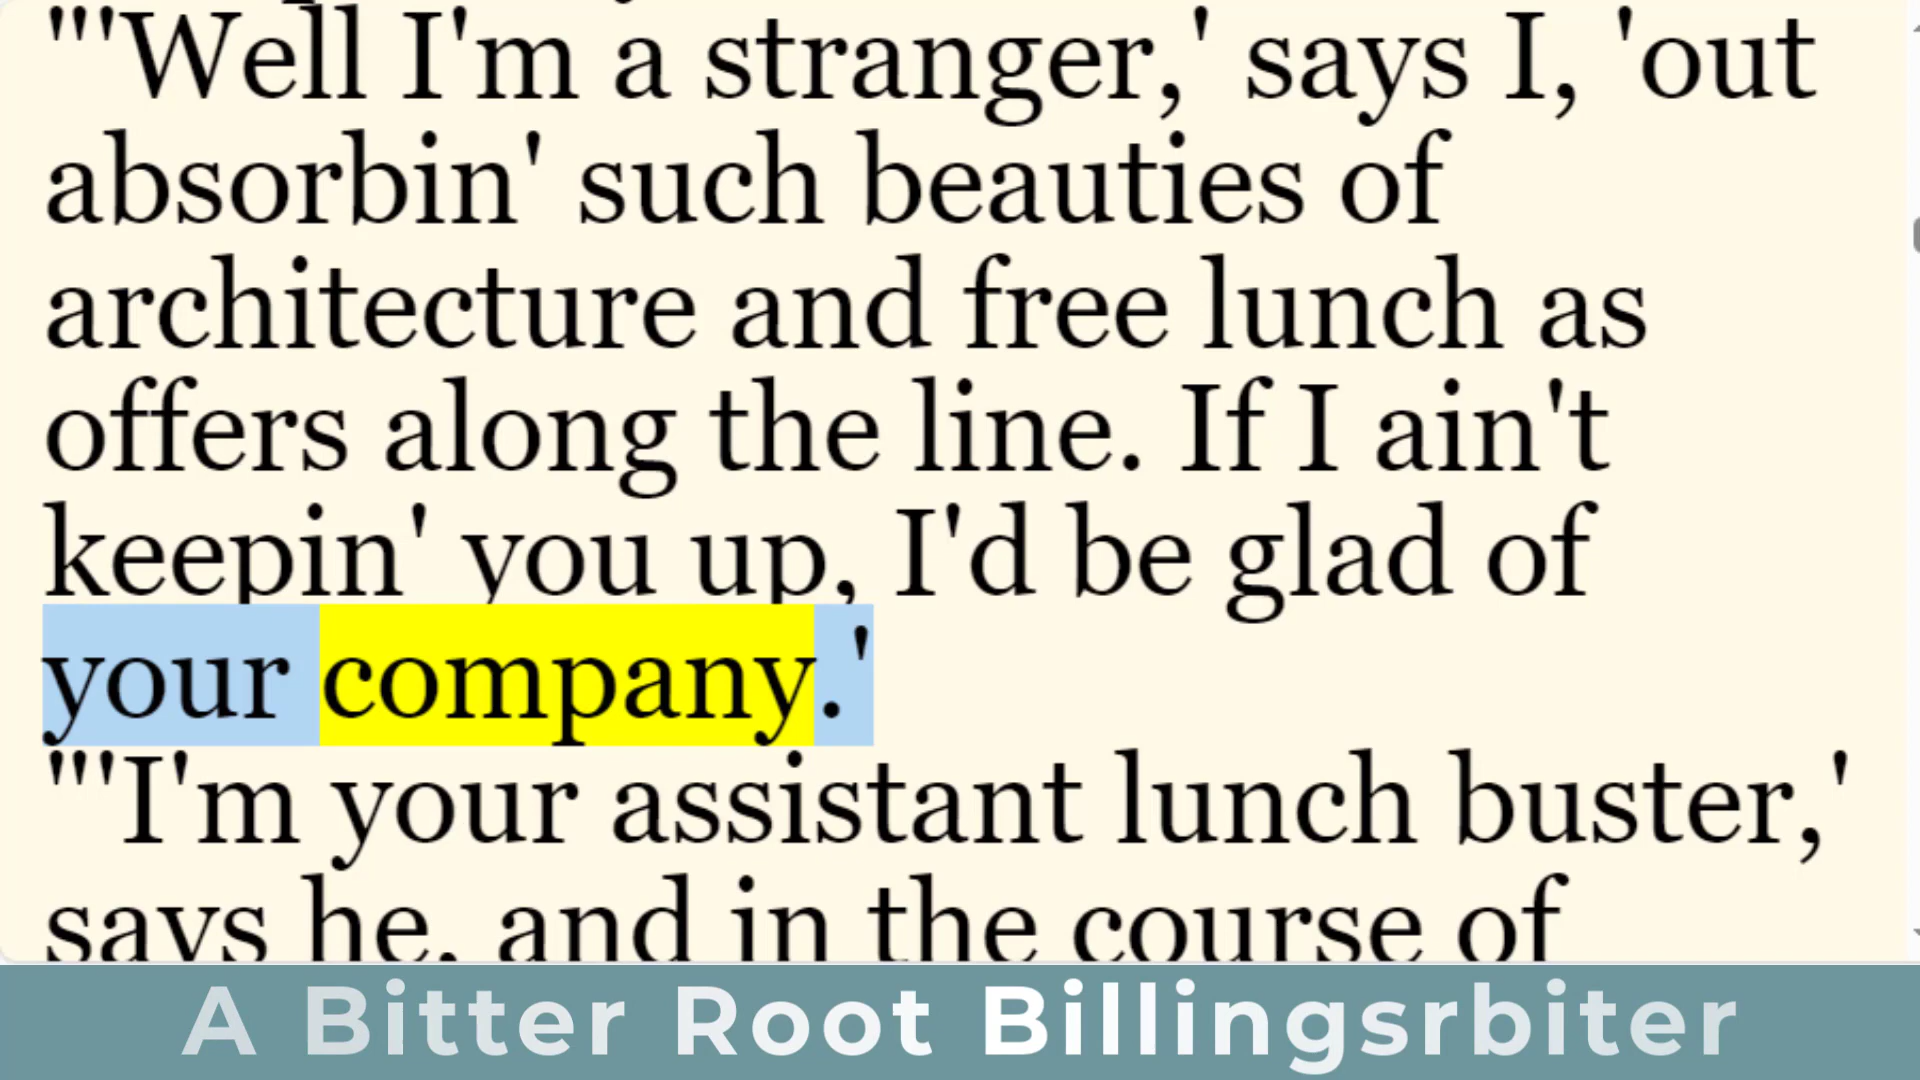 "'Well I'm a stranger,' says I, 'out
absorbin' such beauties of
architecture and free lunch as
offers along the line. If I ain't
keepin' you up, I'd be glad of
your company.'
"'I'm your assistant lunch buster,'
says he, and in the course of
A Bitter Root Billingsrbiter